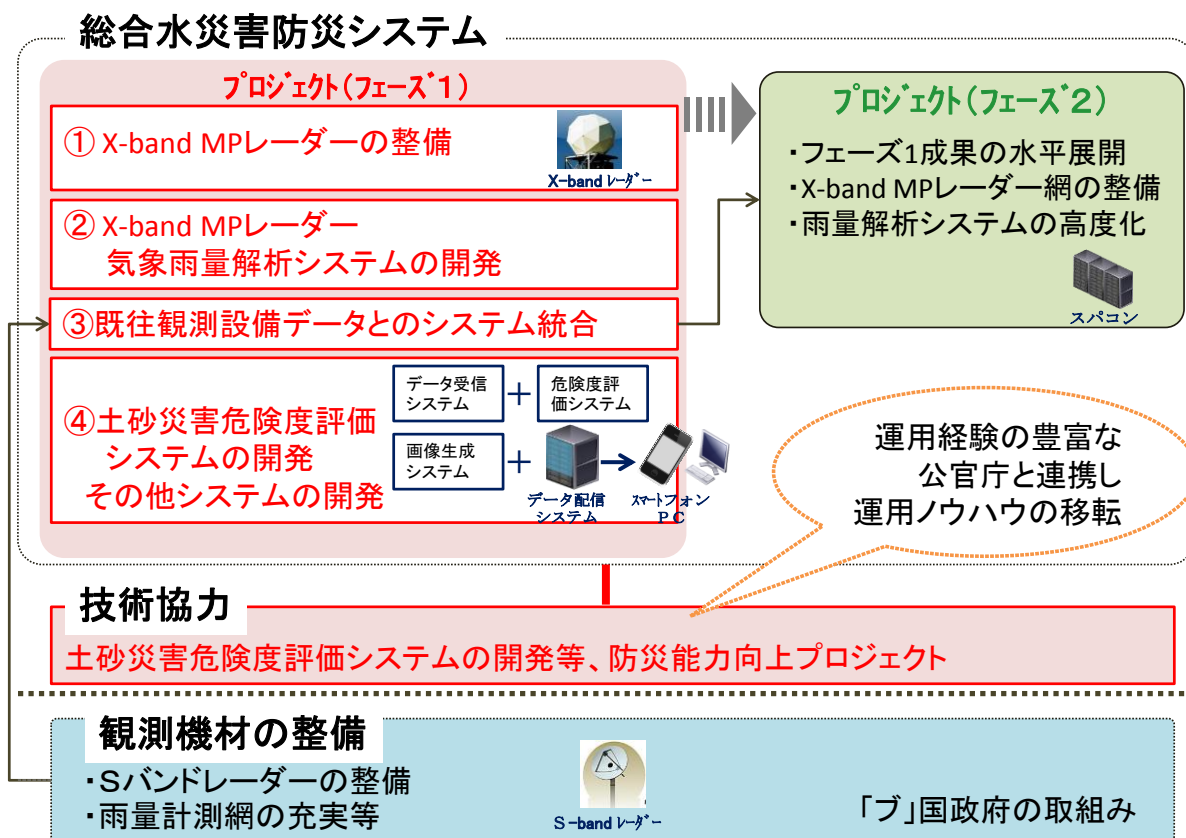 総合水災害防災システム
プロジェクト(フェーズ1)
① X-band MPレーダーの整備
X-band レーダー
② X-band MPレーダー
気象雨量解析システムの開発
③既往観測設備データとのシステム統合
④土砂災害危険度評価
システムの開発
その他システムの開発
データ受信
システム
＋
危険度評
価システム
画像生成
システム
＋
データ配信
システム
スマートフォン
ＰＣ
プロジェクト(フェーズ2)
・フェーズ1成果の水平展開
・X-band MPレーダー網の整備
・雨量解析システムの高度化
スパコン
運用経験の豊富な
公官庁と連携し
運用ノウハウの移転
技術協力
土砂災害危険度評価システムの開発等、防災能力向上プロジェクト
観測機材の整備
・Sバンドレーダーの整備
・雨量計測網の充実等
S-band レーダー
「ブ」国政府の取組み